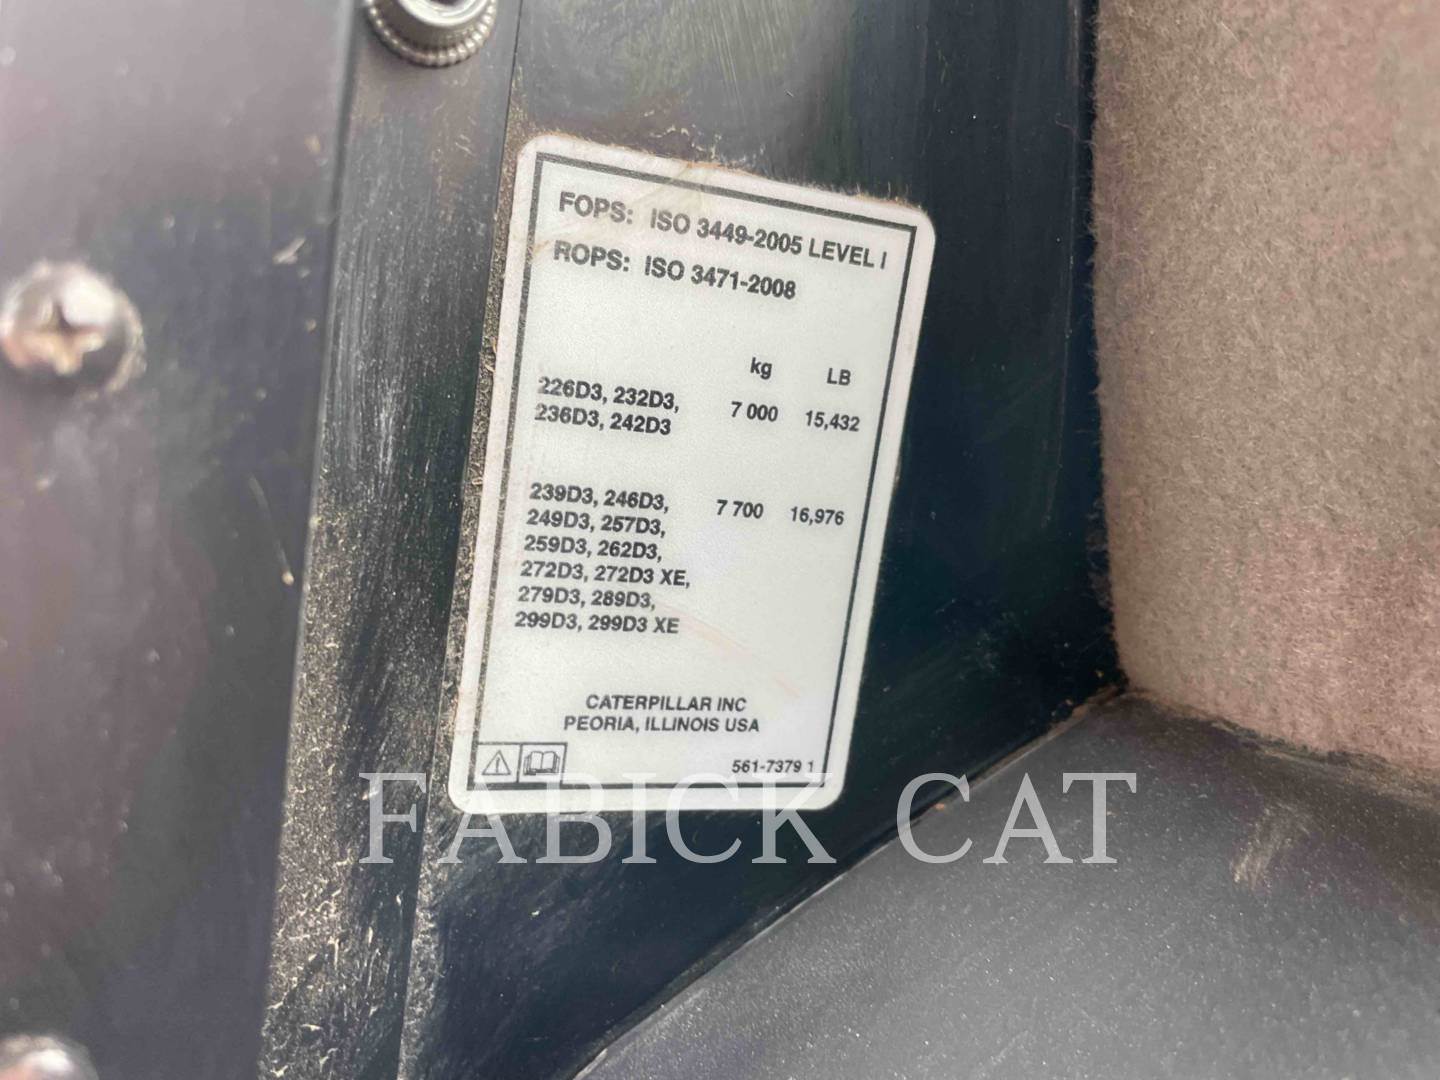 FOPS: ISO 3449-2005 LEVEL I
ROPS: ISO 3471-2008
kg LB
226D3, 232D3, 7 000 15,432
236D3, 242D3
239D3, 246D3, 7 700 16,976
249D3, 257D3,
259D3, 262D3,
272D3, 272D3 XE,
279D3, 289D3,
299D3, 299D3 XE
CATERPILLAR INC
PEORIA, ILLINOIS USA
561-7379 1
FABICK CAT